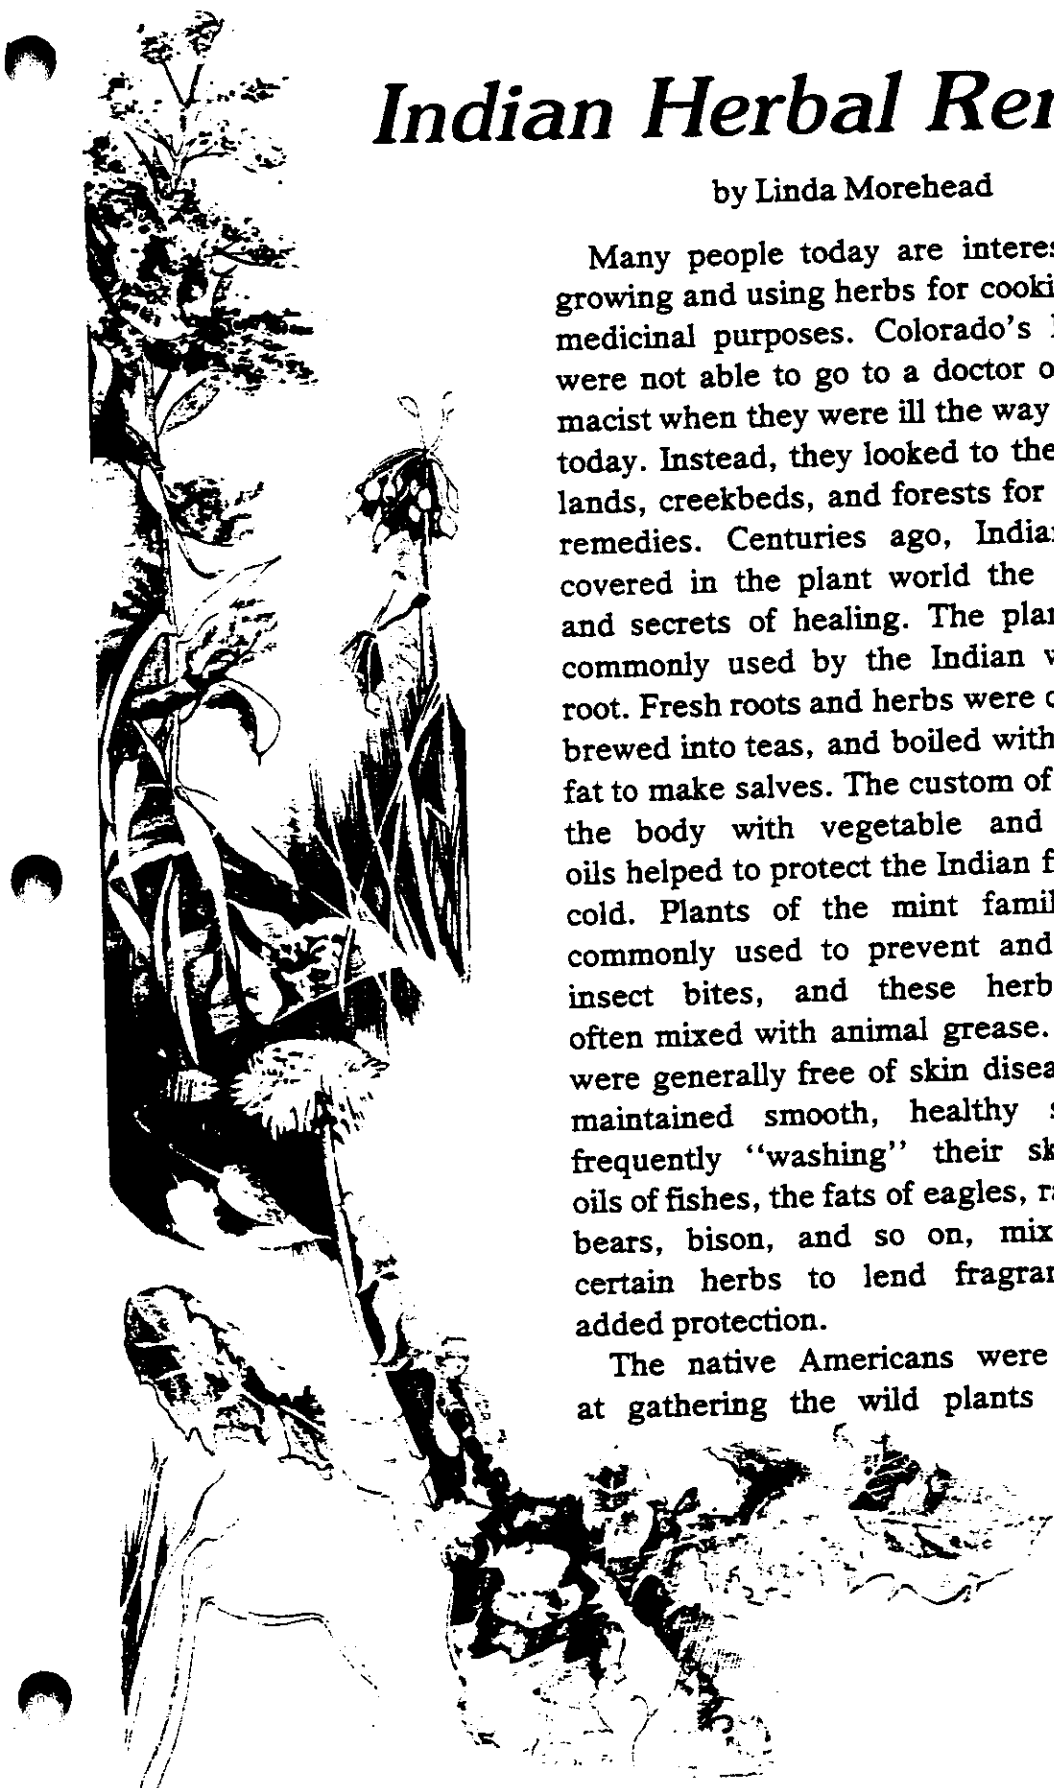 Indian Herbal Rer
by Linda Morehead
Many people today are interes
growing and using herbs for cooki
medicinal purposes. Colorado's
were not able to go to a doctor o
macist when they were ill the way
today. Instead, they looked to the
lands, creekbeds, and forests for
remedies. Centuries ago, India
covered in the plant world the
and secrets of healing. The plan
commonly used by the Indian w
root. Fresh roots and herbs were
brewed into teas, and boiled with
fat to make salves. The custom of
the body with vegetable and
oils helped to protect the Indian f
cold. Plants of the mint famil
commonly used to prevent and
insect bites, and these herb
often mixed with animal grease.
were generally free of skin disea
maintained smooth, healthy s
frequently “washing” their sk
oils of fishes, the fats of eagles, ra
bears, bison, and so on, mix
certain herbs to lend fragran
added protection.
The native Americans were
at gathering the wild plants